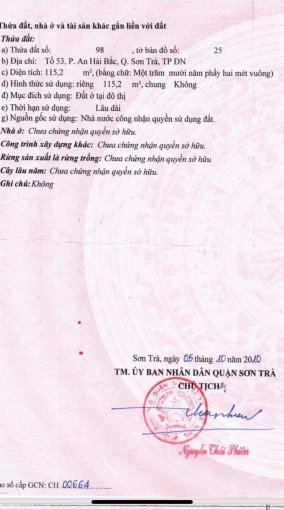 Thửa đất, nhà ở và tài sản khác gắn liền với đất
Thửa đất:
a) Thửa đất số: 98 , tờ bản đồ số: 25
b) Địa chỉ: Tổ 53, P. An Hải Bắc, Q. Sơn Trà, TP ĐN
c) Diện tích: 115,2 m², (bằng chữ: Một trăm mười năm phẩy hai mét vuông)
d) Hình thức sử dụng: riêng 115,2 m², chung Không
đ) Mục đích sử dụng: Đất ở tại đô thị
e) Thời hạn sử dụng: Lâu dài
g) Nguồn gốc sử dụng: Nhà nước công nhận quyền sử dụng đất.
Nhà ở: Chưa chứng nhận quyền sở hữu.
Công trình xây dựng khác: Chưa chứng nhận quyền sở hữu.
Rừng sản xuất là rừng trồng: Chưa chứng nhận quyền sở hữu.
Cây lâu năm: Chưa chứng nhận quyền sở hữu.
Ghi chú: Không
Sơn Trà, ngày 05 tháng 10 năm 2010
TM. ỦY BAN NHÂN DÂN QUẬN SƠN TRÀ
CHỦ TỊCH
Nguyễn Thái Phiên
ào sổ cấp GCN: CH 00664